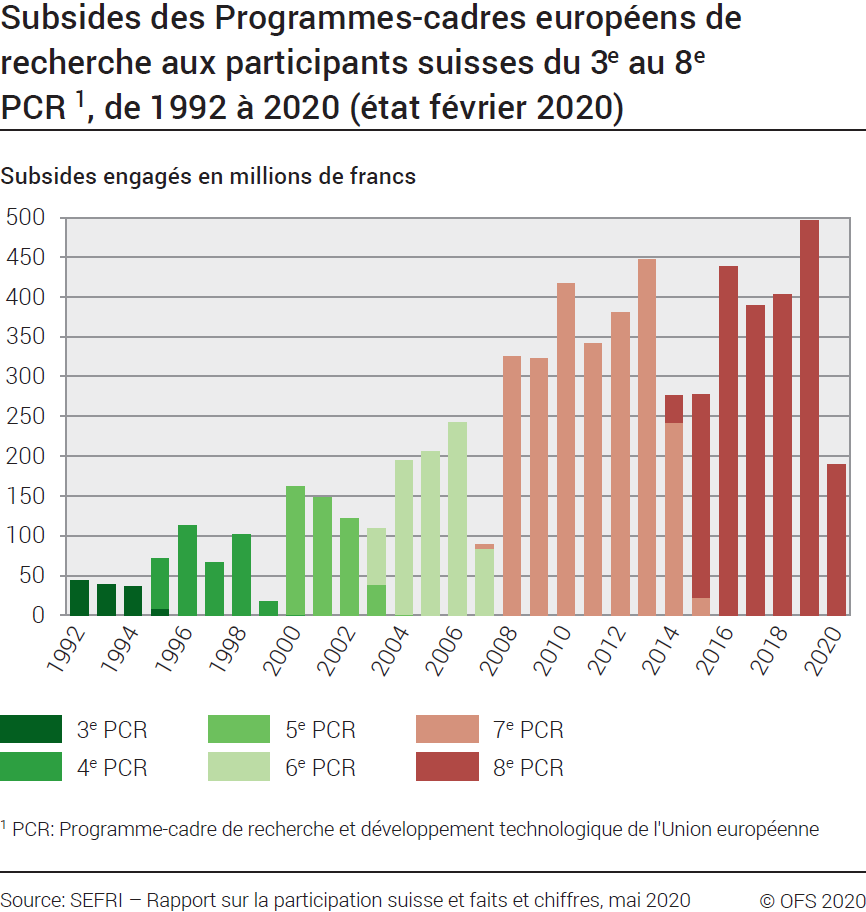 Subsides des Programmes-cadres européens de
recherche aux participants suisses du 3e au 8e
PCR 1, de 1992 à 2020 (état février 2020)
Subsides engagés en millions de francs
500
450
400
350
300
250
200
150
100
50
0
1992 1994 1996 1998 2000 2002 2004 2006 2008 2010 2012 2014 2016 2018 2020
3e PCR 5e PCR 7e PCR
4e PCR 6e PCR 8e PCR
1 PCR: Programme-cadre de recherche et développement technologique de l'Union européenne
Source: SEFRI – Rapport sur la participation suisse et faits et chiffres, mai 2020 © OFS 2020